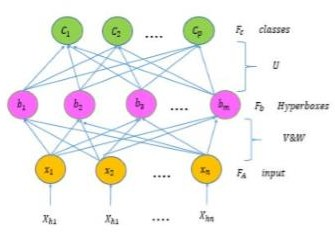 C1 C2 .... Cp Fc classes
U
b1 b2 b3 .... bm Fb Hyperboxes
V&W
x1 x2 .... xn FA input
Xh1 Xh1 .... Xhn